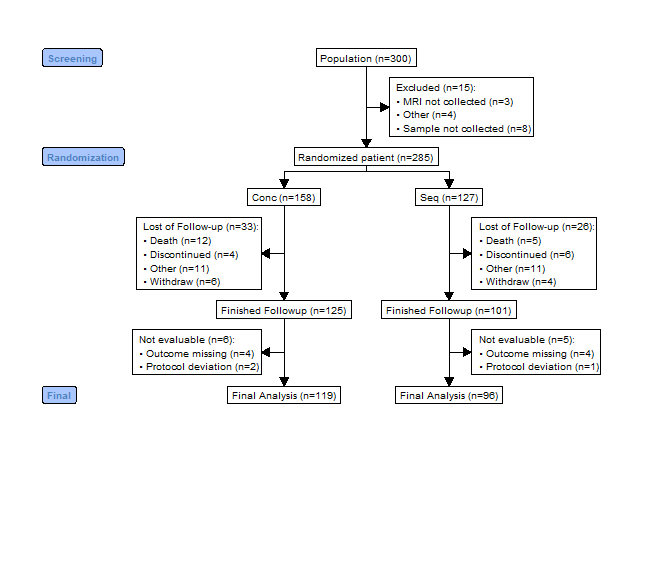 Screening
Population (n=300)
Excluded (n=15):
• MRI not collected (n=3)
• Other (n=4)
• Sample not collected (n=8)
Randomization
Randomized patient (n=285)
Conc (n=158)
Seq (n=127)
Lost of Follow-up (n=33):
• Death (n=12)
• Discontinued (n=4)
• Other (n=11)
• Withdraw (n=6)
Lost of Follow-up (n=26):
• Death (n=5)
• Discontinued (n=6)
• Other (n=11)
• Withdraw (n=4)
Finished Followup (n=125)
Finished Followup (n=101)
Not evaluable (n=6):
• Outcome missing (n=4)
• Protocol deviation (n=2)
Not evaluable (n=5):
• Outcome missing (n=4)
• Protocol deviation (n=1)
Final
Final Analysis (n=119)
Final Analysis (n=96)